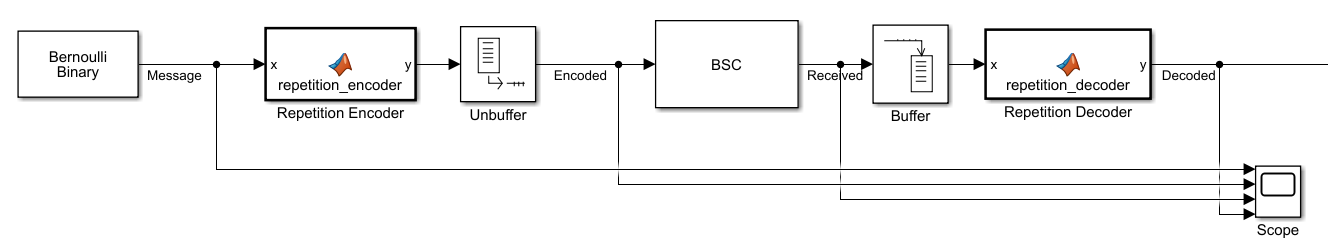 Bernoulli
Binary
Message
x
repetition_encoder
y
Repetition Encoder
Unbuffer
Encoded
BSC
Received
Buffer
x
repetition_decoder
y
Repetition Decoder
Decoded
Scope